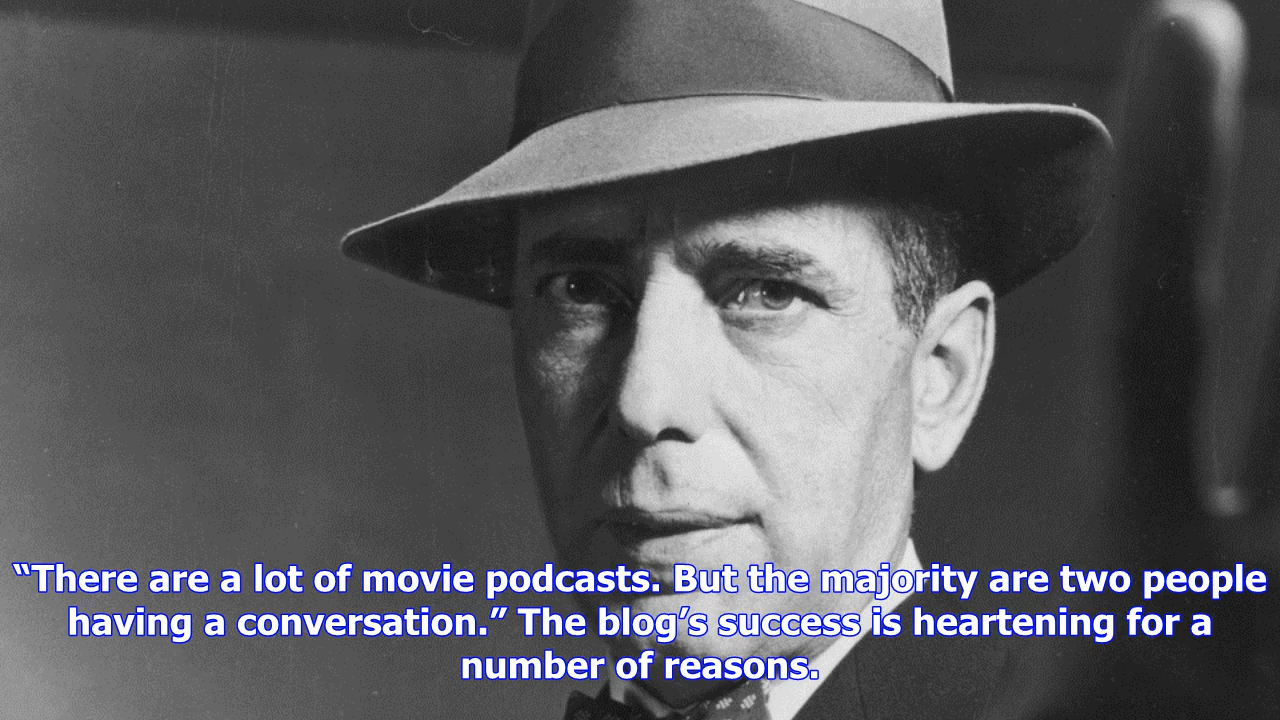 “There are a lot of movie podcasts. But the majority are two people
having a conversation.” The blog’s success is heartening for a
number of reasons.